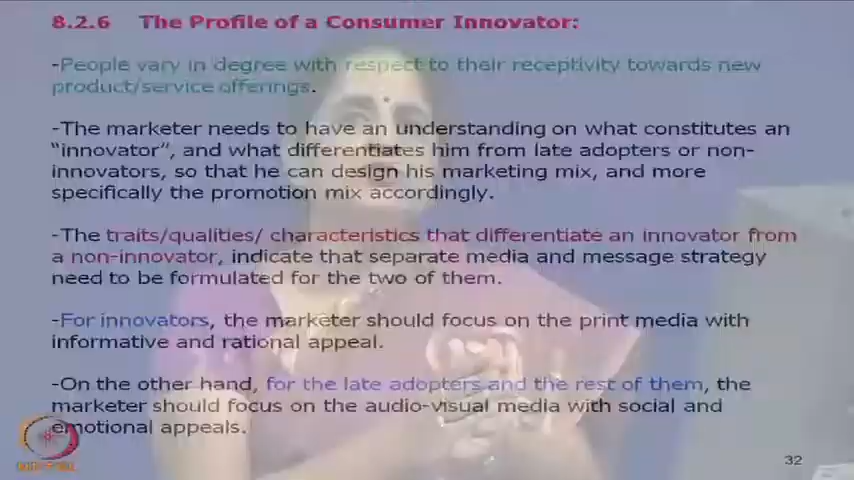 8.2.6 The Profile of a Consumer Innovator:
-People vary in degree with respect to their receptivity towards new
product/service offerings.
-The marketer needs to have an understanding on what constitutes an
“innovator”, and what differentiates him from late adopters or non-
innovators, so that he can design his marketing mix, and more
specifically the promotion mix accordingly.
-The traits/qualities/ characteristics that differentiate an innovator from
a non-innovator, indicate that separate media and message strategy
need to be formulated for the two of them.
-For innovators, the marketer should focus on the print media with
informative and rational appeal.
-On the other hand, for the late adopters and the rest of them, the
marketer should focus on the audio-visual media with social and
emotional appeals.
32